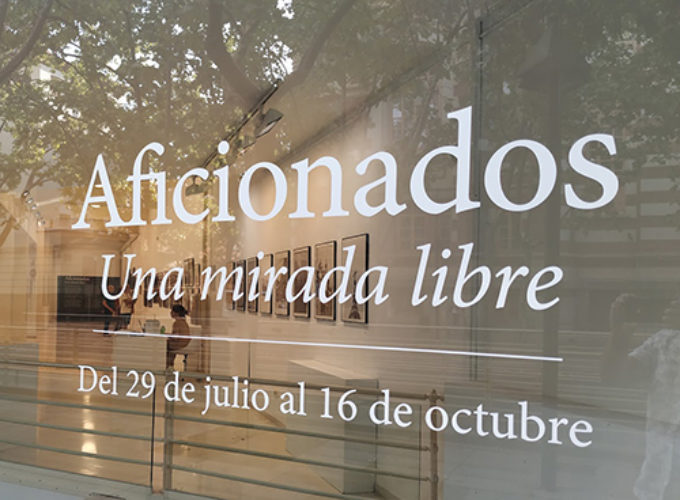 Aficionados
Una mirada libre
Del 29 de julio al 16 de octubre